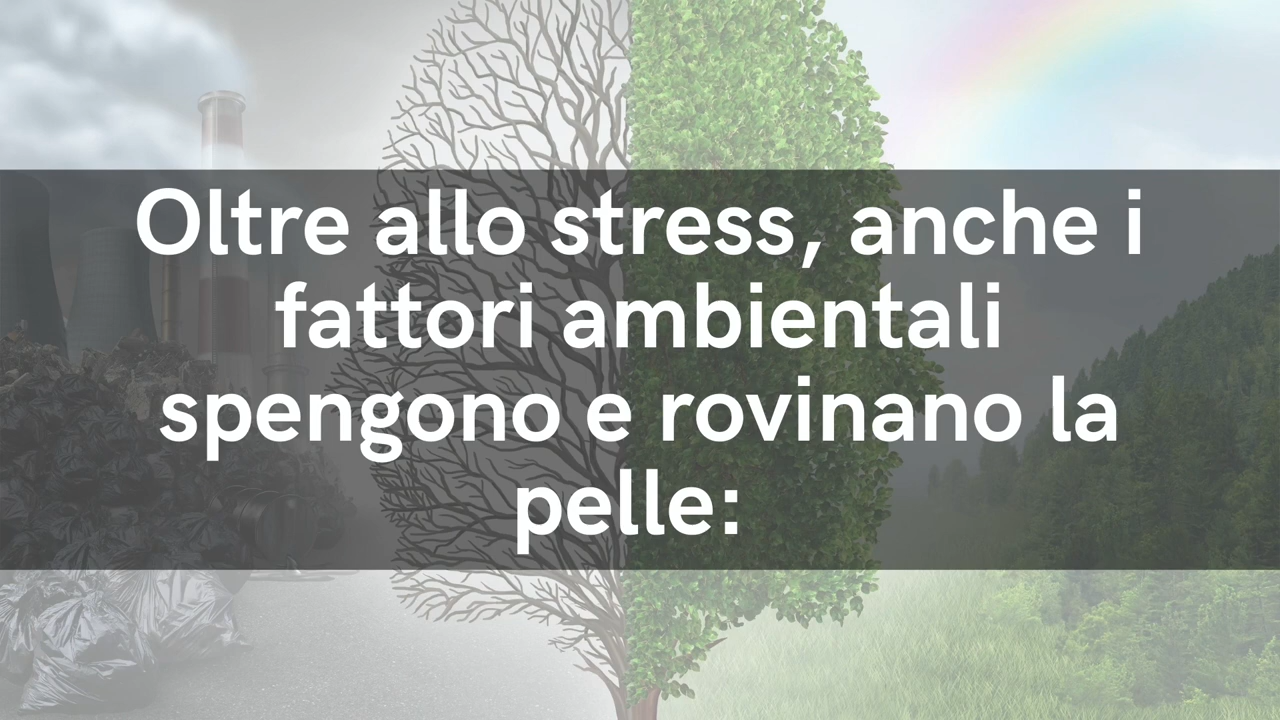 Oltre allo stress, anche i
fattori ambientali
spengono e rovinano la
pelle: